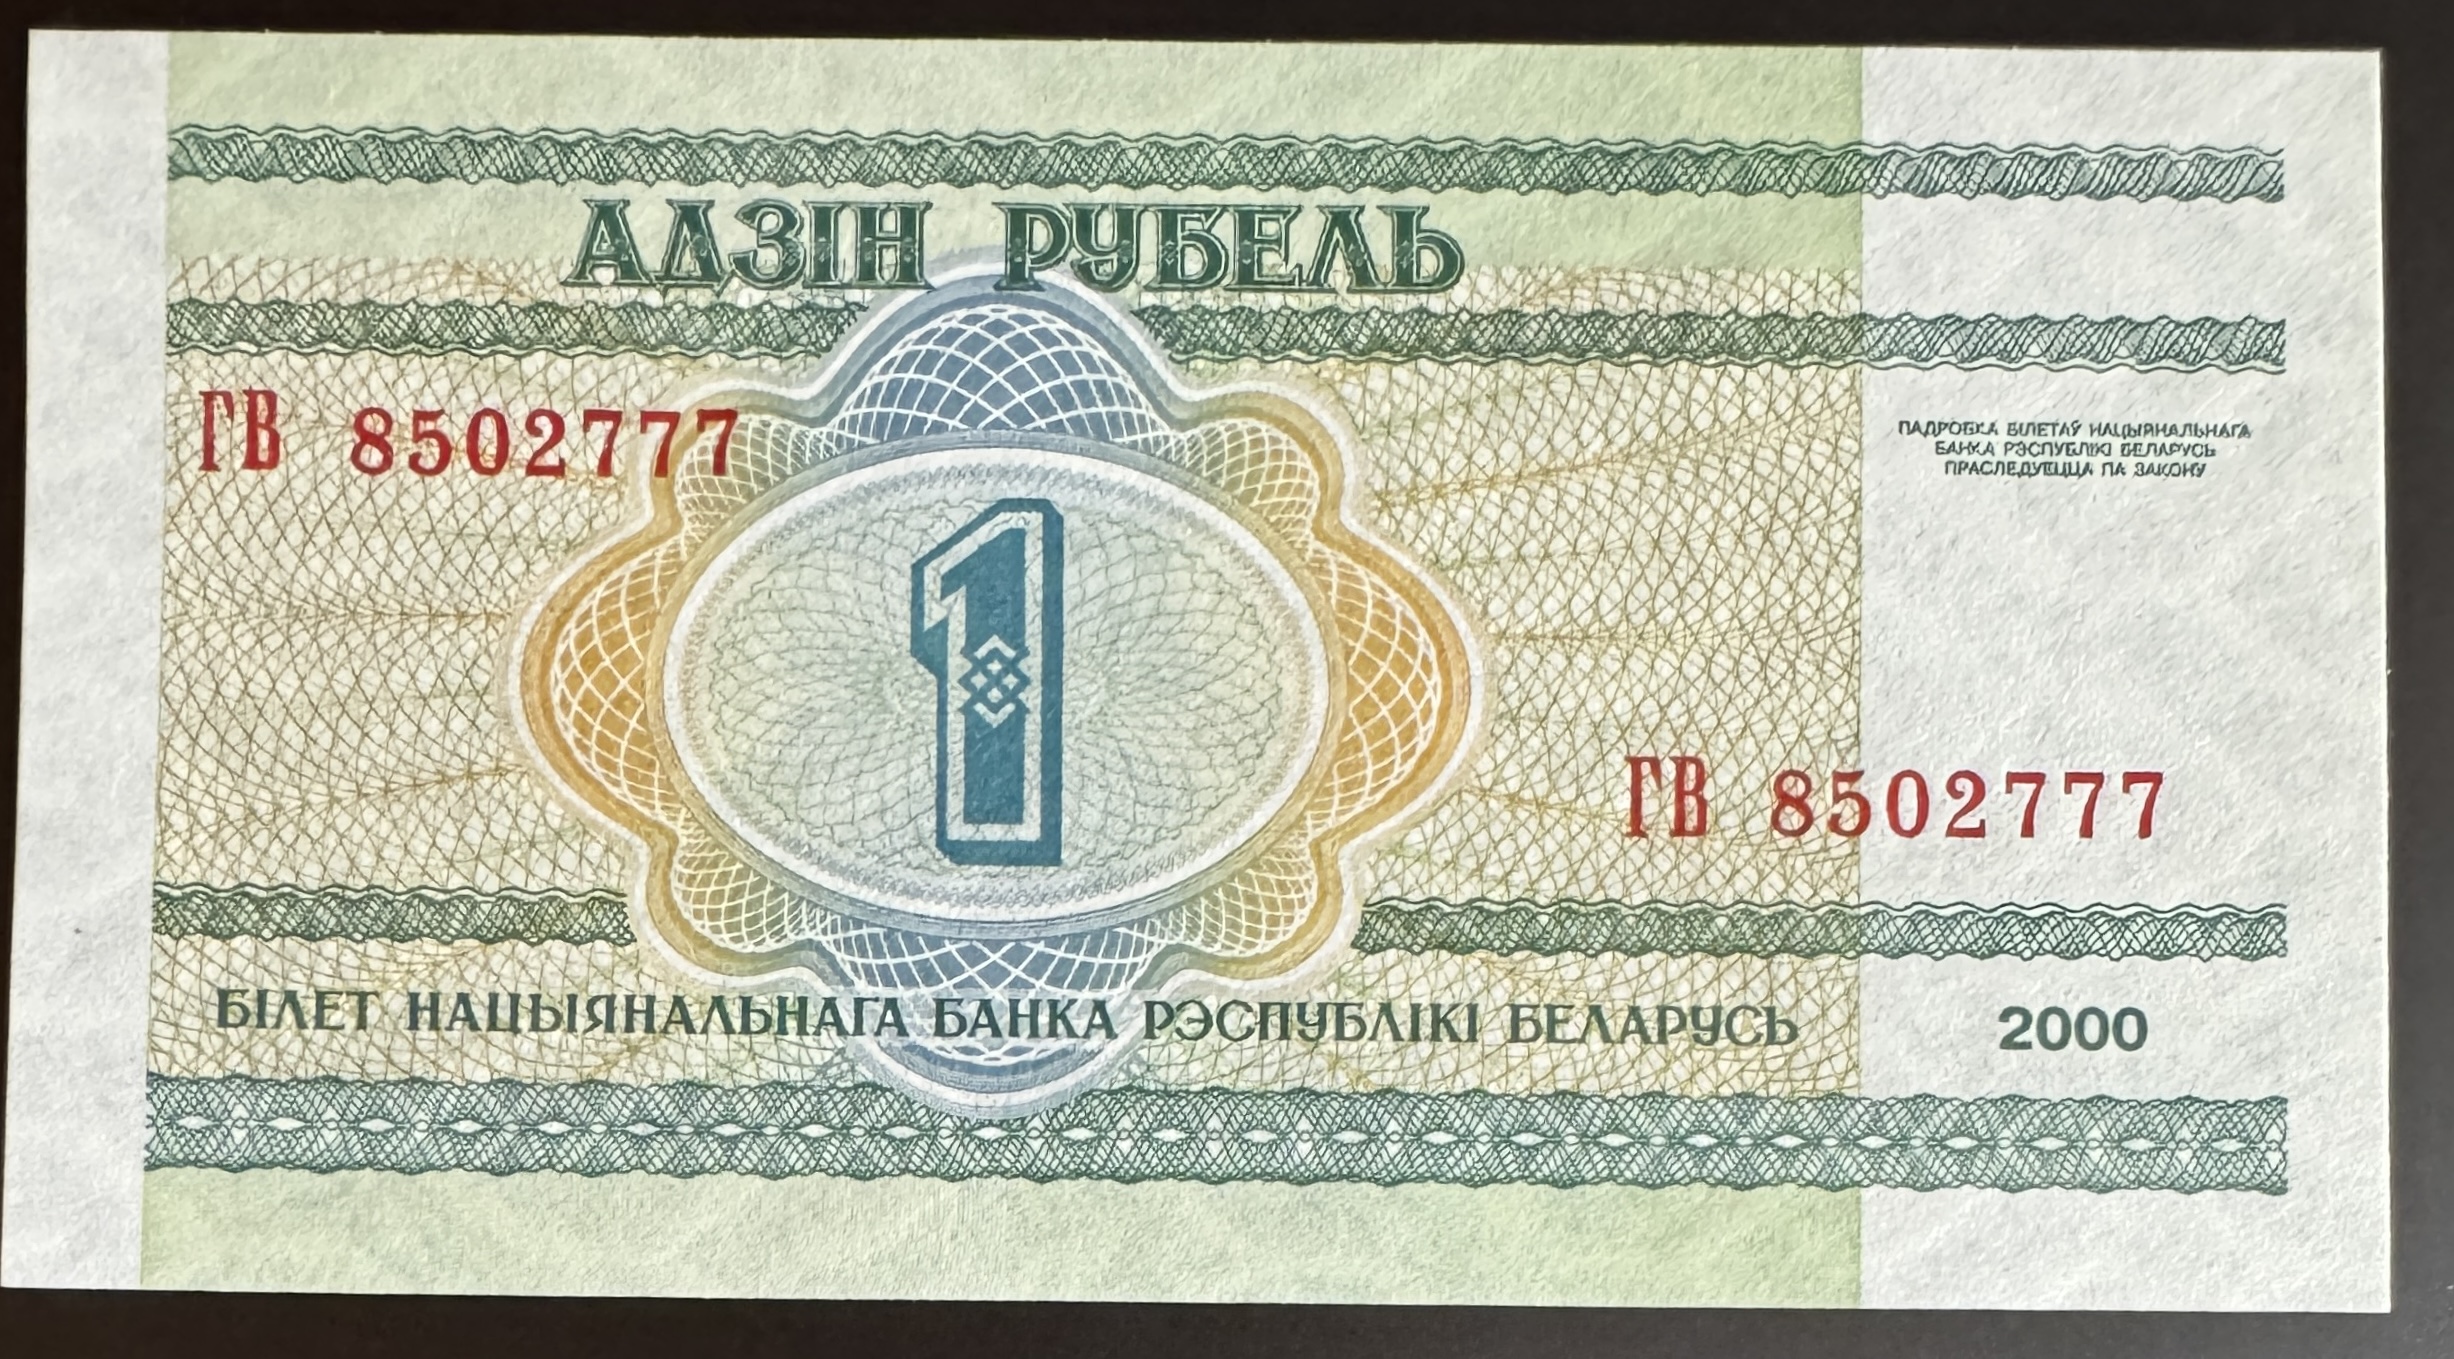 АДЗІН РУБЕЛЬ
ГВ 8502777
ПАДРОБКА БІЛЕТАЎ НАЦЫЯНАЛЬНАГА
БАНКА РЭСПУБЛІКІ БЕЛАРУСЬ
ПРАСЛЕДУЕЦЦА ПА ЗАКОНУ
1
ГВ 8502777
БІЛЕТ НАЦЫЯНАЛЬНАГА БАНКА РЭСПУБЛІКІ БЕЛАРУСЬ
2000